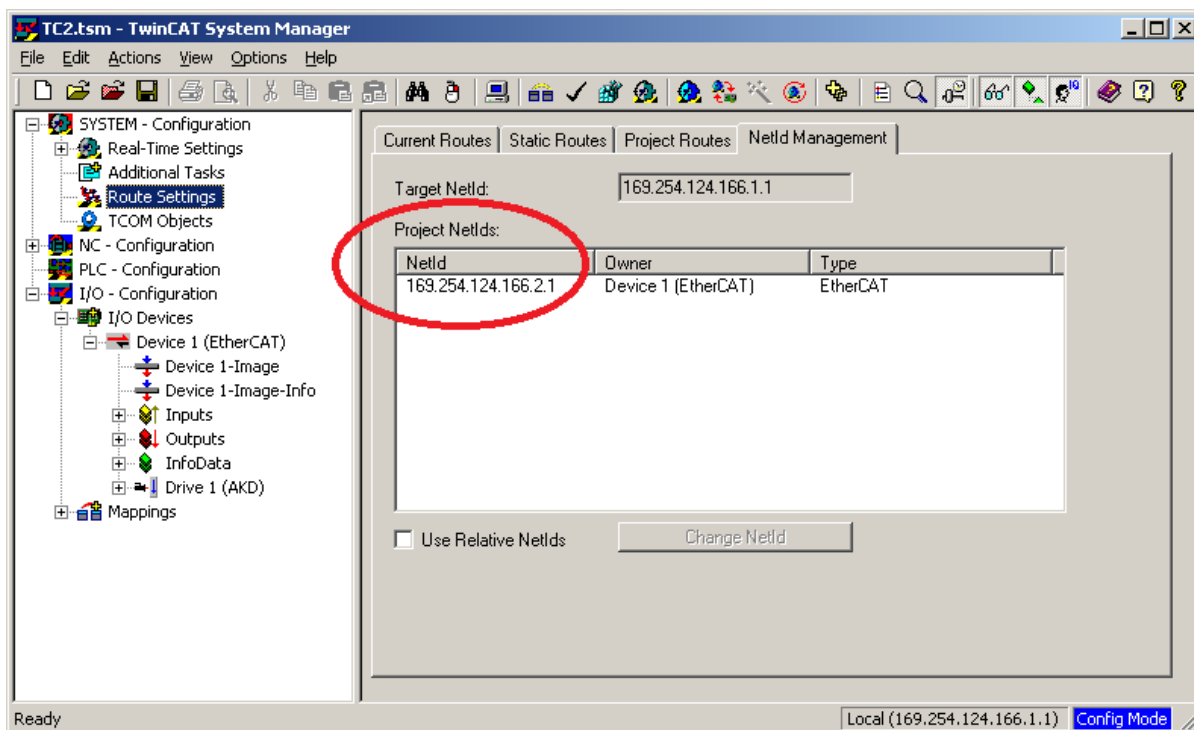 TC2.tsm - TwinCAT System Manager
File Edit Actions View Options Help
SYSTEM - Configuration
Real-Time Settings
Additional Tasks
Route Settings
TCOM Objects
NC - Configuration
PLC - Configuration
I/O - Configuration
I/O Devices
Device 1 (EtherCAT)
Device 1-Image
Device 1-Image-Info
Inputs
Outputs
InfoData
Drive 1 (AKD)
Mappings
Current Routes Static Routes Project Routes NetId Management
Target NetId: 169.254.124.166.1.1
Project NetIds:
NetId Owner Type
169.254.124.166.2.1 Device 1 (EtherCAT) EtherCAT
Use Relative NetIds Change NetId
Ready Local (169.254.124.166.1.1) Config Mode